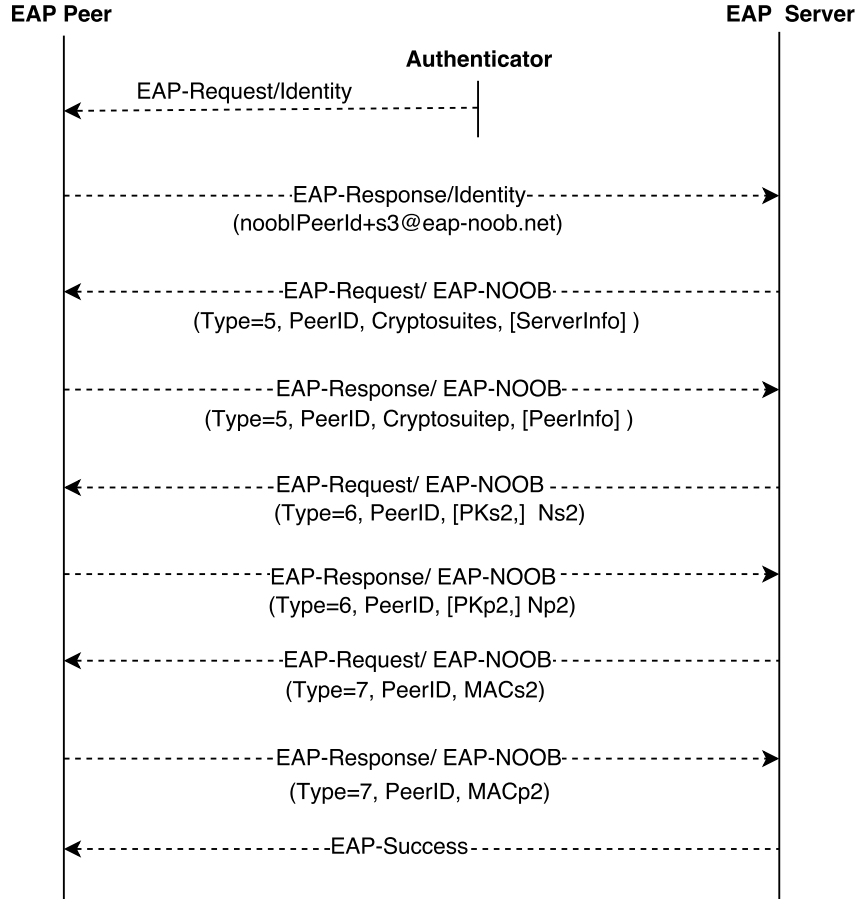 EAP Peer
EAP Server
Authenticator
EAP-Request/Identity
EAP-Response/Identity
(noob|PeerId+s3@eap-noob.net)
EAP-Request/ EAP-NOOB
(Type=5, PeerID, Cryptosuites, [ServerInfo] )
EAP-Response/ EAP-NOOB
(Type=5, PeerID, Cryptosuitep, [PeerInfo] )
EAP-Request/ EAP-NOOB
(Type=6, PeerID, [PKs2,] Ns2)
EAP-Response/ EAP-NOOB
(Type=6, PeerID, [PKp2,] Np2)
EAP-Request/ EAP-NOOB
(Type=7, PeerID, MACs2)
EAP-Response/ EAP-NOOB
(Type=7, PeerID, MACp2)
EAP-Success